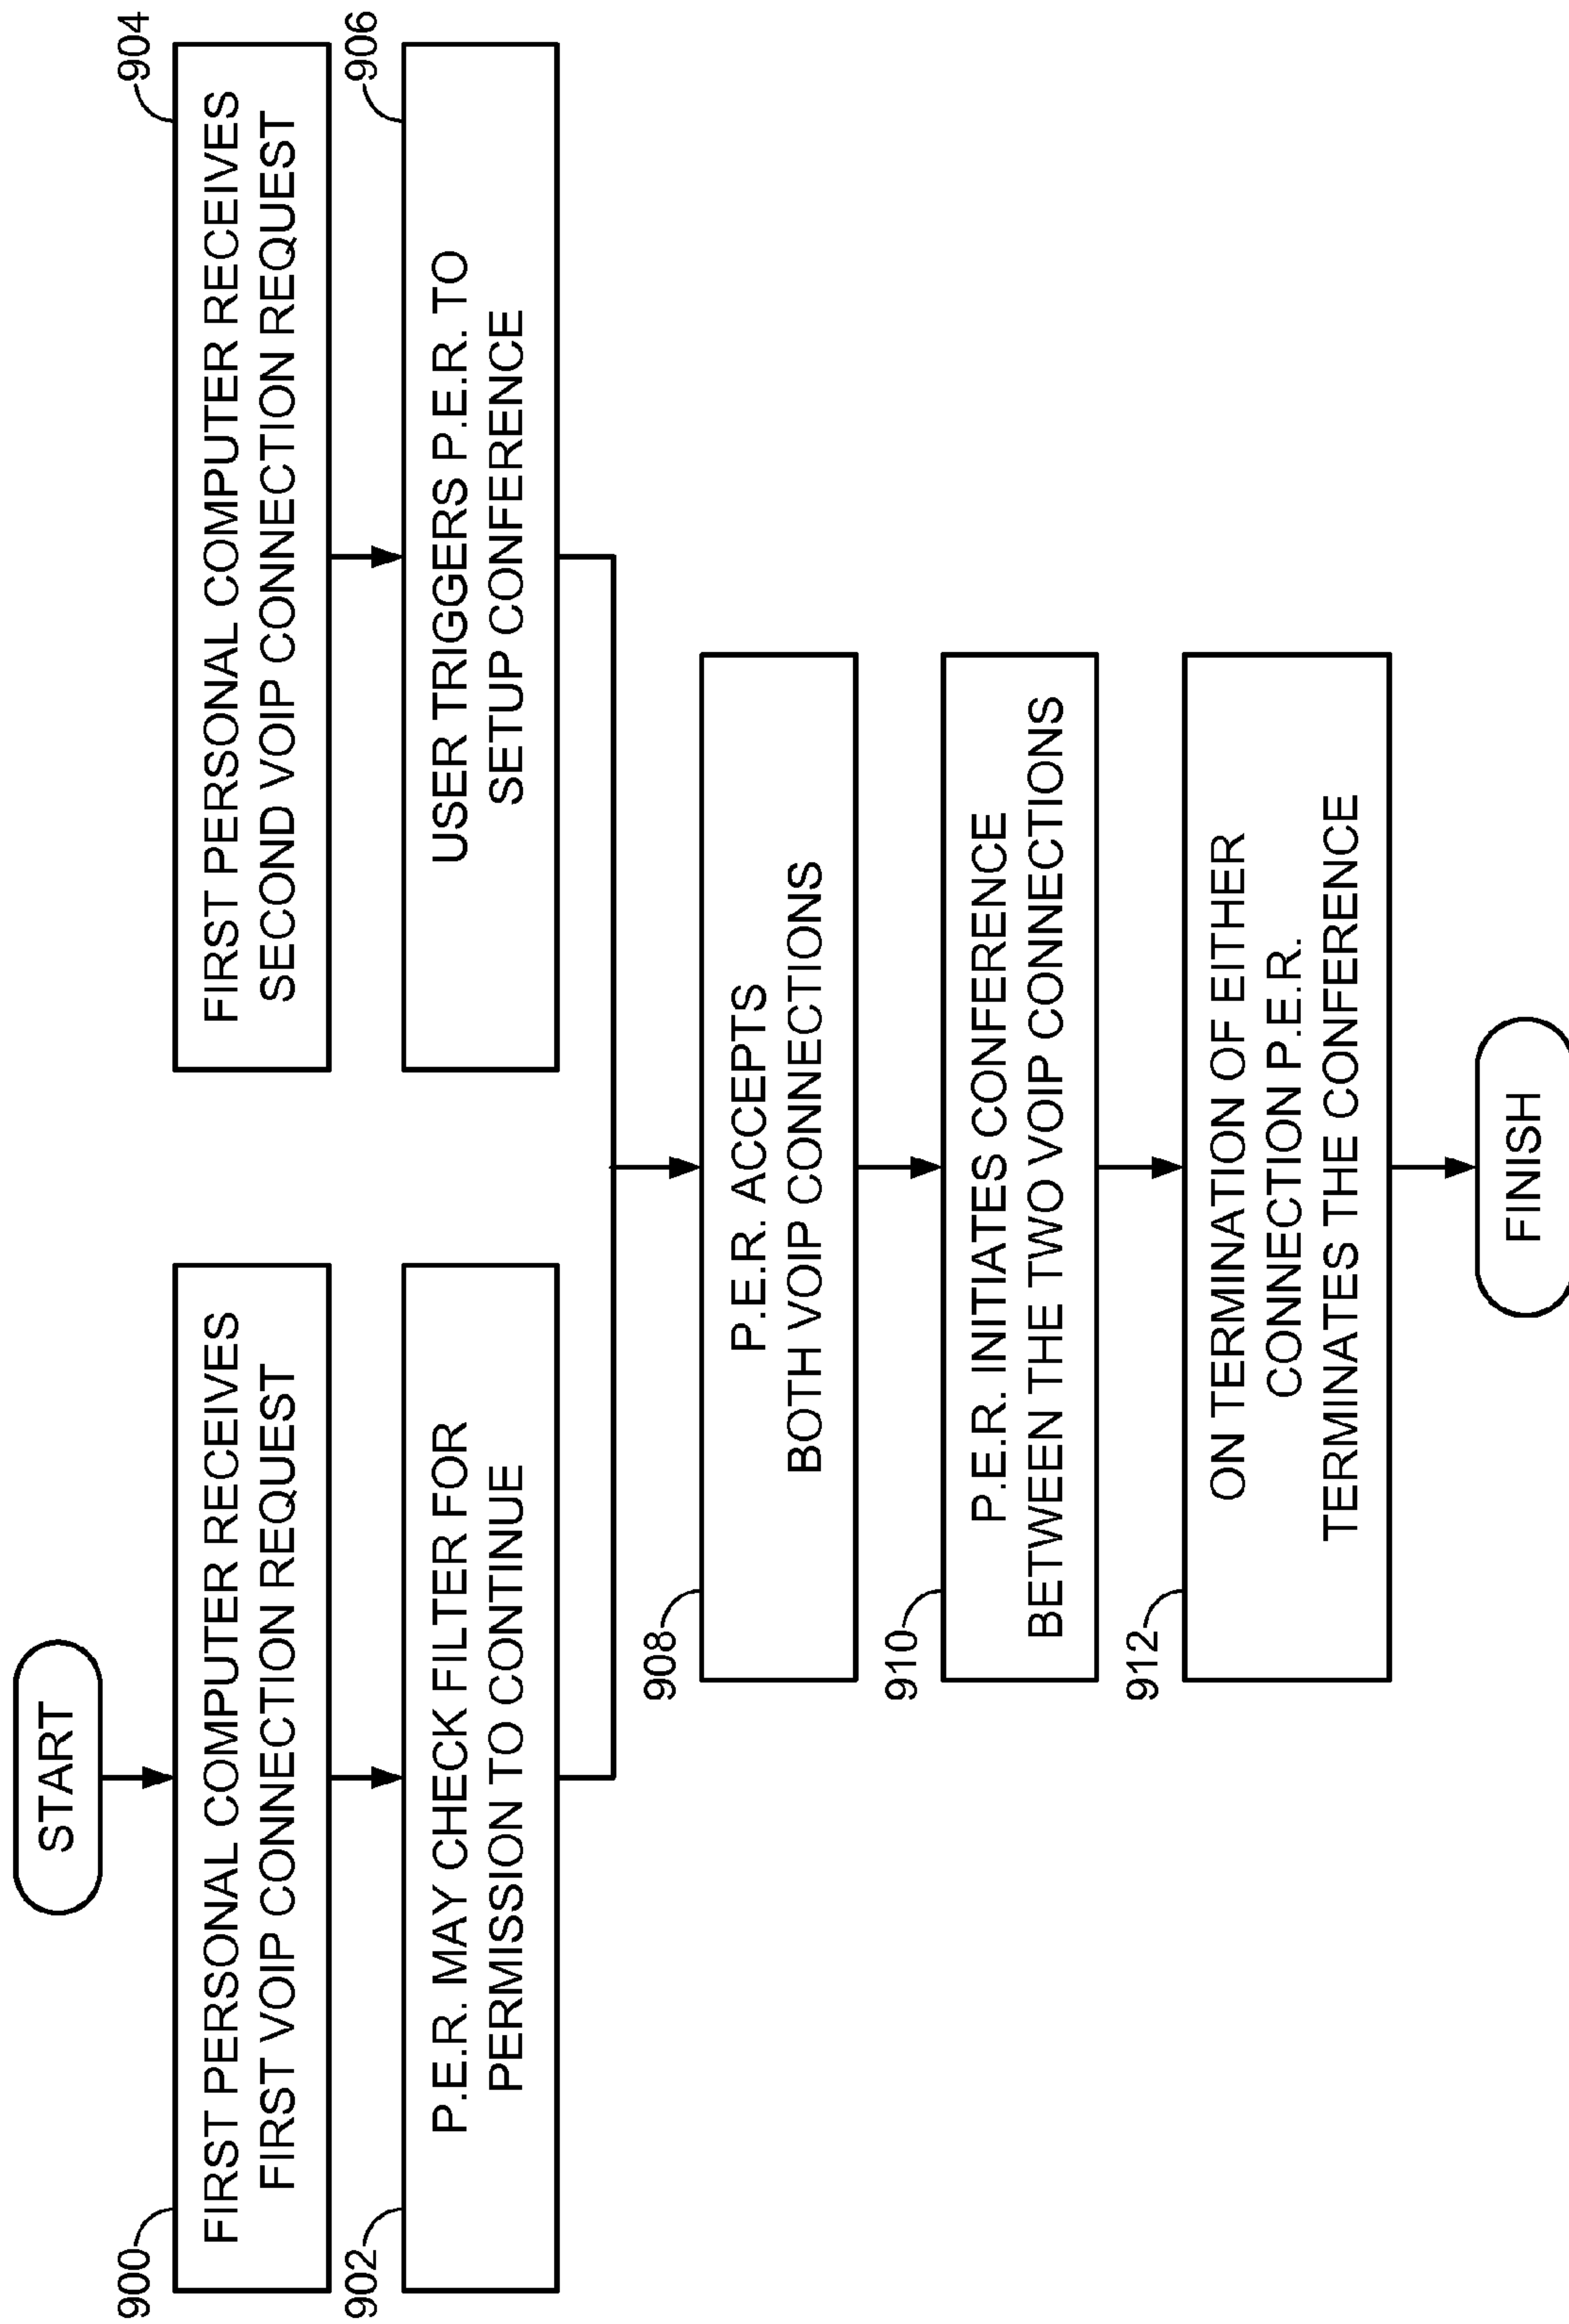 START
900
FIRST PERSONAL COMPUTER RECEIVES
FIRST VOIP CONNECTION REQUEST
902
P.E.R. MAY CHECK FILTER FOR
PERMISSION TO CONTINUE
904
FIRST PERSONAL COMPUTER RECEIVES
SECOND VOIP CONNECTION REQUEST
906
USER TRIGGERS P.E.R. TO
SETUP CONFERENCE
908
P.E.R. ACCEPTS
BOTH VOIP CONNECTIONS
910
P.E.R. INITIATES CONFERENCE
BETWEEN THE TWO VOIP CONNECTIONS
912
ON TERMINATION OF EITHER
CONNECTION P.E.R.
TERMINATES THE CONFERENCE
FINISH